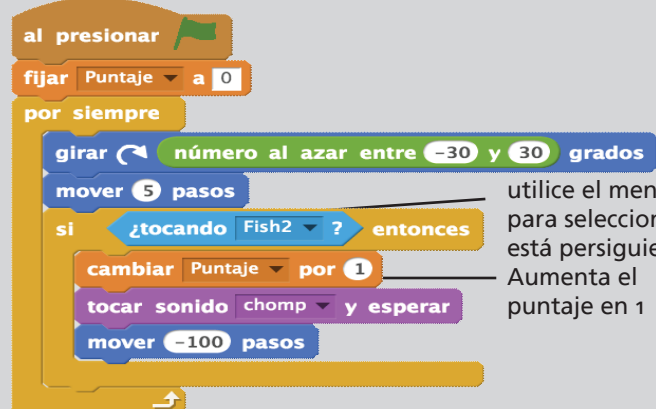 al presionar
fijar Puntaje a 0
por siempre
girar número al azar entre -30 y 30 grados
mover 5 pasos
si ¿tocando Fish2 ? entonces
cambiar Puntaje por 1
tocar sonido chomp y esperar
mover -100 pasos
utilice el men
para seleccion
está persiguie
Aumenta el
puntaje en 1